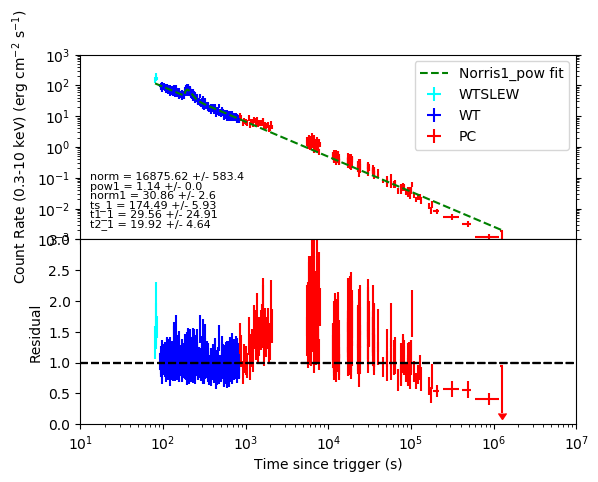 10^3
10^2
10^1
10^0
10^−1
10^−2
10^−3
Count Rate (0.3-10 keV) (erg cm^−2 s^−1)
Norris1_pow fit
WTSLEW
WT
PC
norm = 16875.62 +/- 583.4
pow1 = 1.14 +/- 0.0
norm1 = 30.86 +/- 2.6
ts_1 = 174.49 +/- 5.93
t1_1 = 29.56 +/- 24.91
t2_1 = 19.92 +/- 4.64
3.0
2.5
2.0
1.5
1.0
0.5
0.0
Residual
10^1 10^2 10^3 10^4 10^5 10^6 10^7
Time since trigger (s)